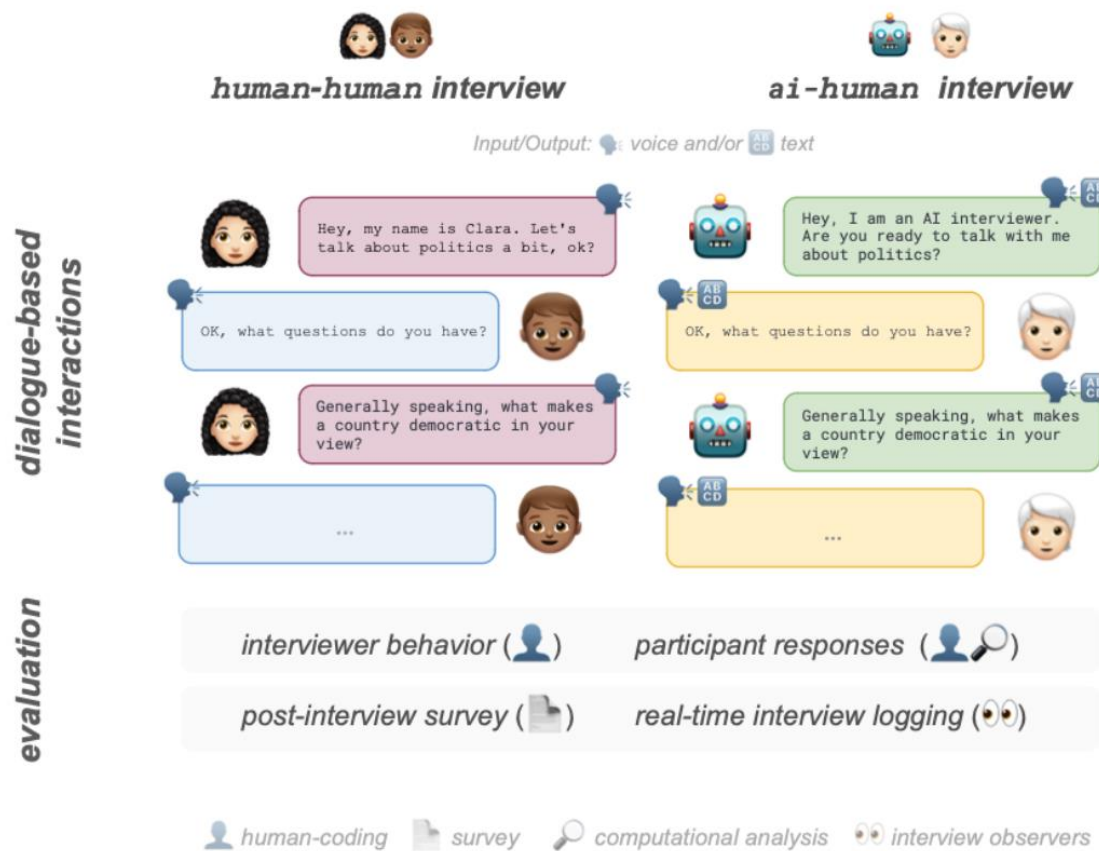 human-human interview
ai-human interview
Input/Output: voice and/or ABCD text
dialogue-based
interactions
Hey, my name is Clara. Let's
talk about politics a bit, ok?
Hey, I am an AI interviewer.
Are you ready to talk with me
about politics?
OK, what questions do you have?
OK, what questions do you have?
Generally speaking, what makes
a country democratic in your
view?
Generally speaking, what makes
a country democratic in your
view?
...
...
evaluation
interviewer behavior ( )
participant responses ( )
post-interview survey ( )
real-time interview logging ( )
human-coding
survey
computational analysis
interview observers